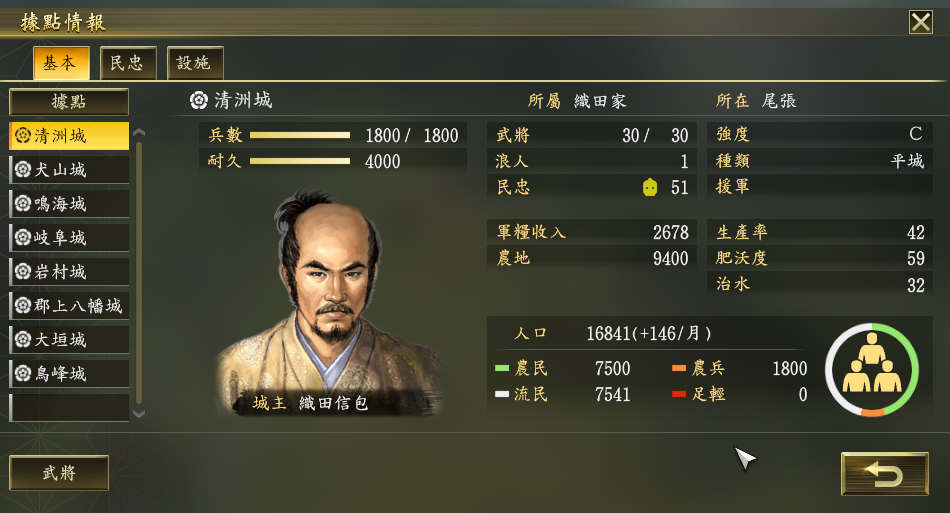 據點情報
基本 民忠 設施
據點
清洲城
犬山城
鳴海城
岐阜城
岩村城
郡上八幡城
大垣城
鳥峰城
武將
清洲城 所屬 織田家 所在 尾張
兵數 1800/ 1800
耐久 4000
城主 織田信包
武將 30/ 30
浪人 1
民忠 51
軍糧收入 2678
農地 9400
強度 C
種類 平城
援軍
生產率 42
肥沃度 59
治水 32
人口 16841(+146/月)
農民 7500 農兵 1800
流民 7541 足輕 0